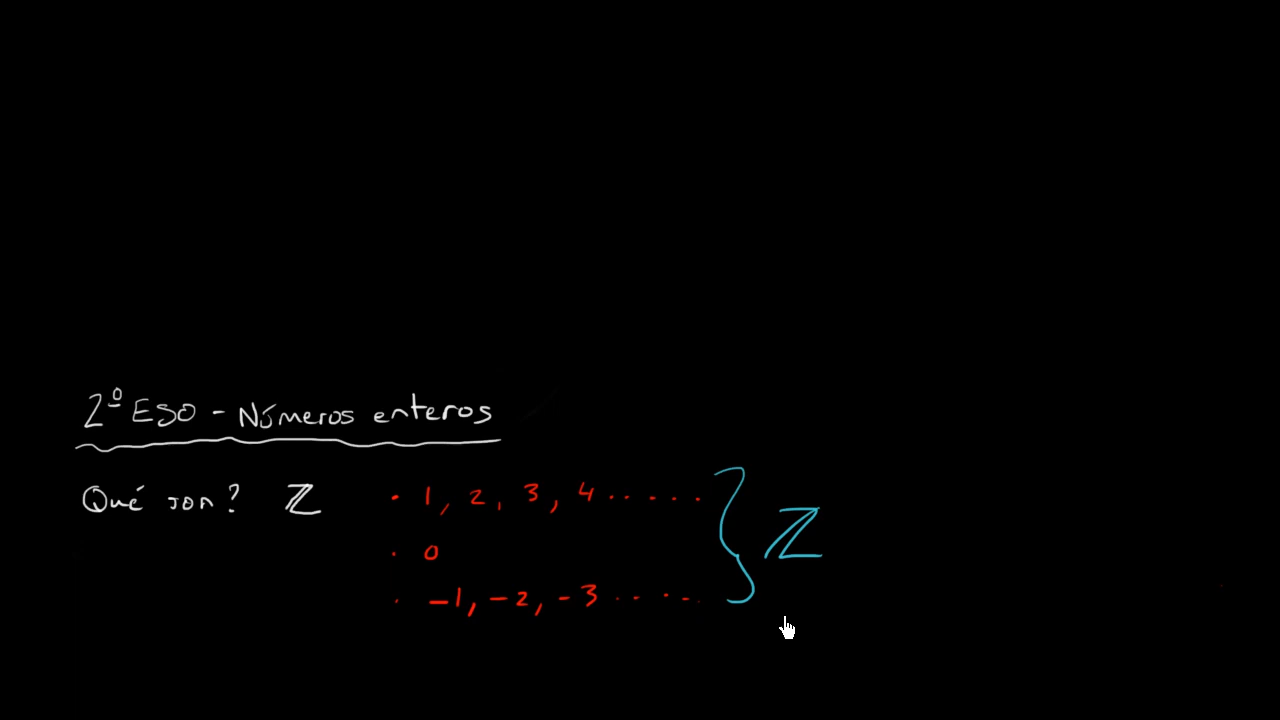 2º ESO - Números enteros
Qué son? ℤ · 1, 2, 3, 4 ..... } ℤ
· 0
· -1, -2, -3 .....